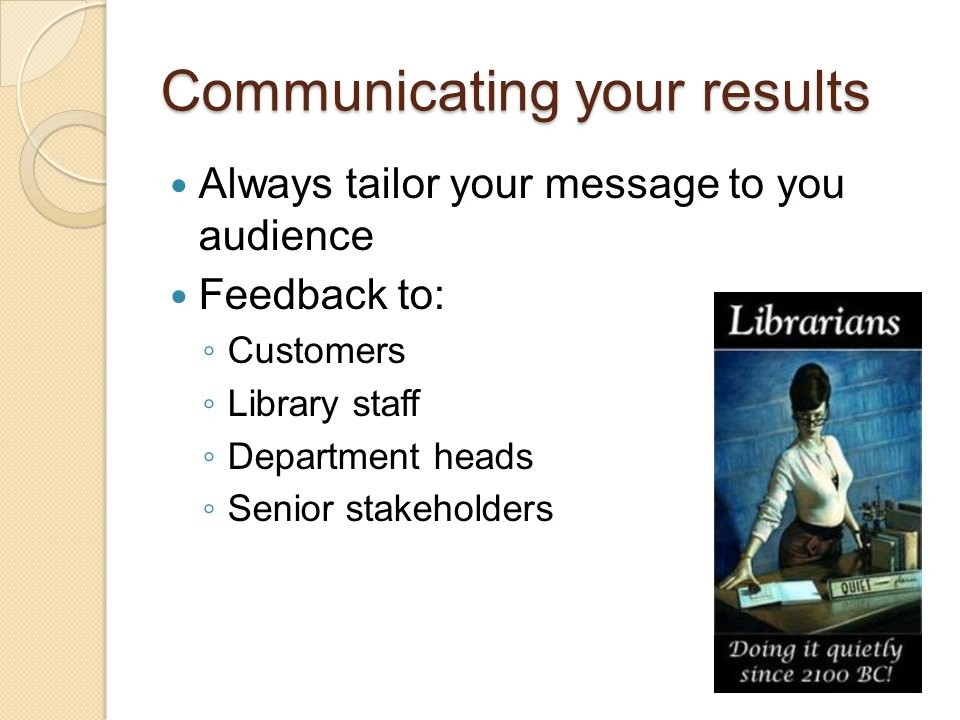 Communicating your results
Always tailor your message to you
audience
Feedback to:
Customers
Library staff
Department heads
Senior stakeholders
Librarians
QUIET — please
Doing it quietly
since 2100 BC!